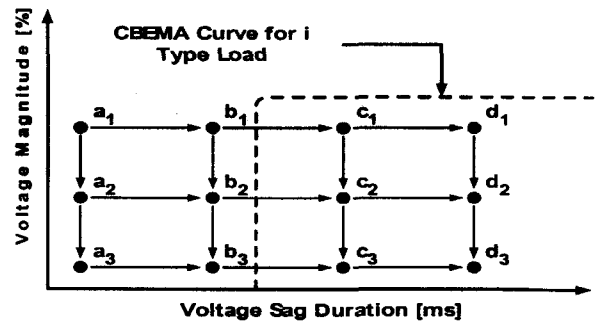 CBEMA Curve for i
Type Load
Voltage Magnitude [%]
a1 b1 c1 d1
a2 b2 c2 d2
a3 b3 c3 d3
Voltage Sag Duration [ms]